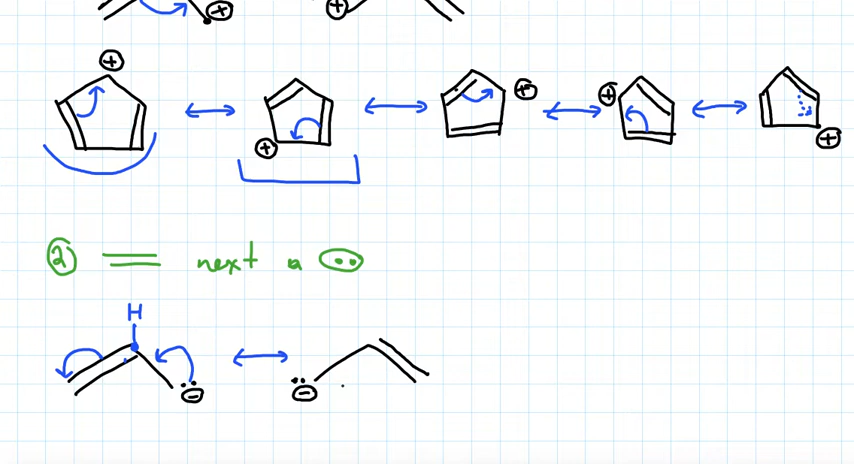 ⊕ ⊕
⊕
⊕ ⊕ ⊕ ⊕
② = next a ••
H
•• ⊖ •• ⊖